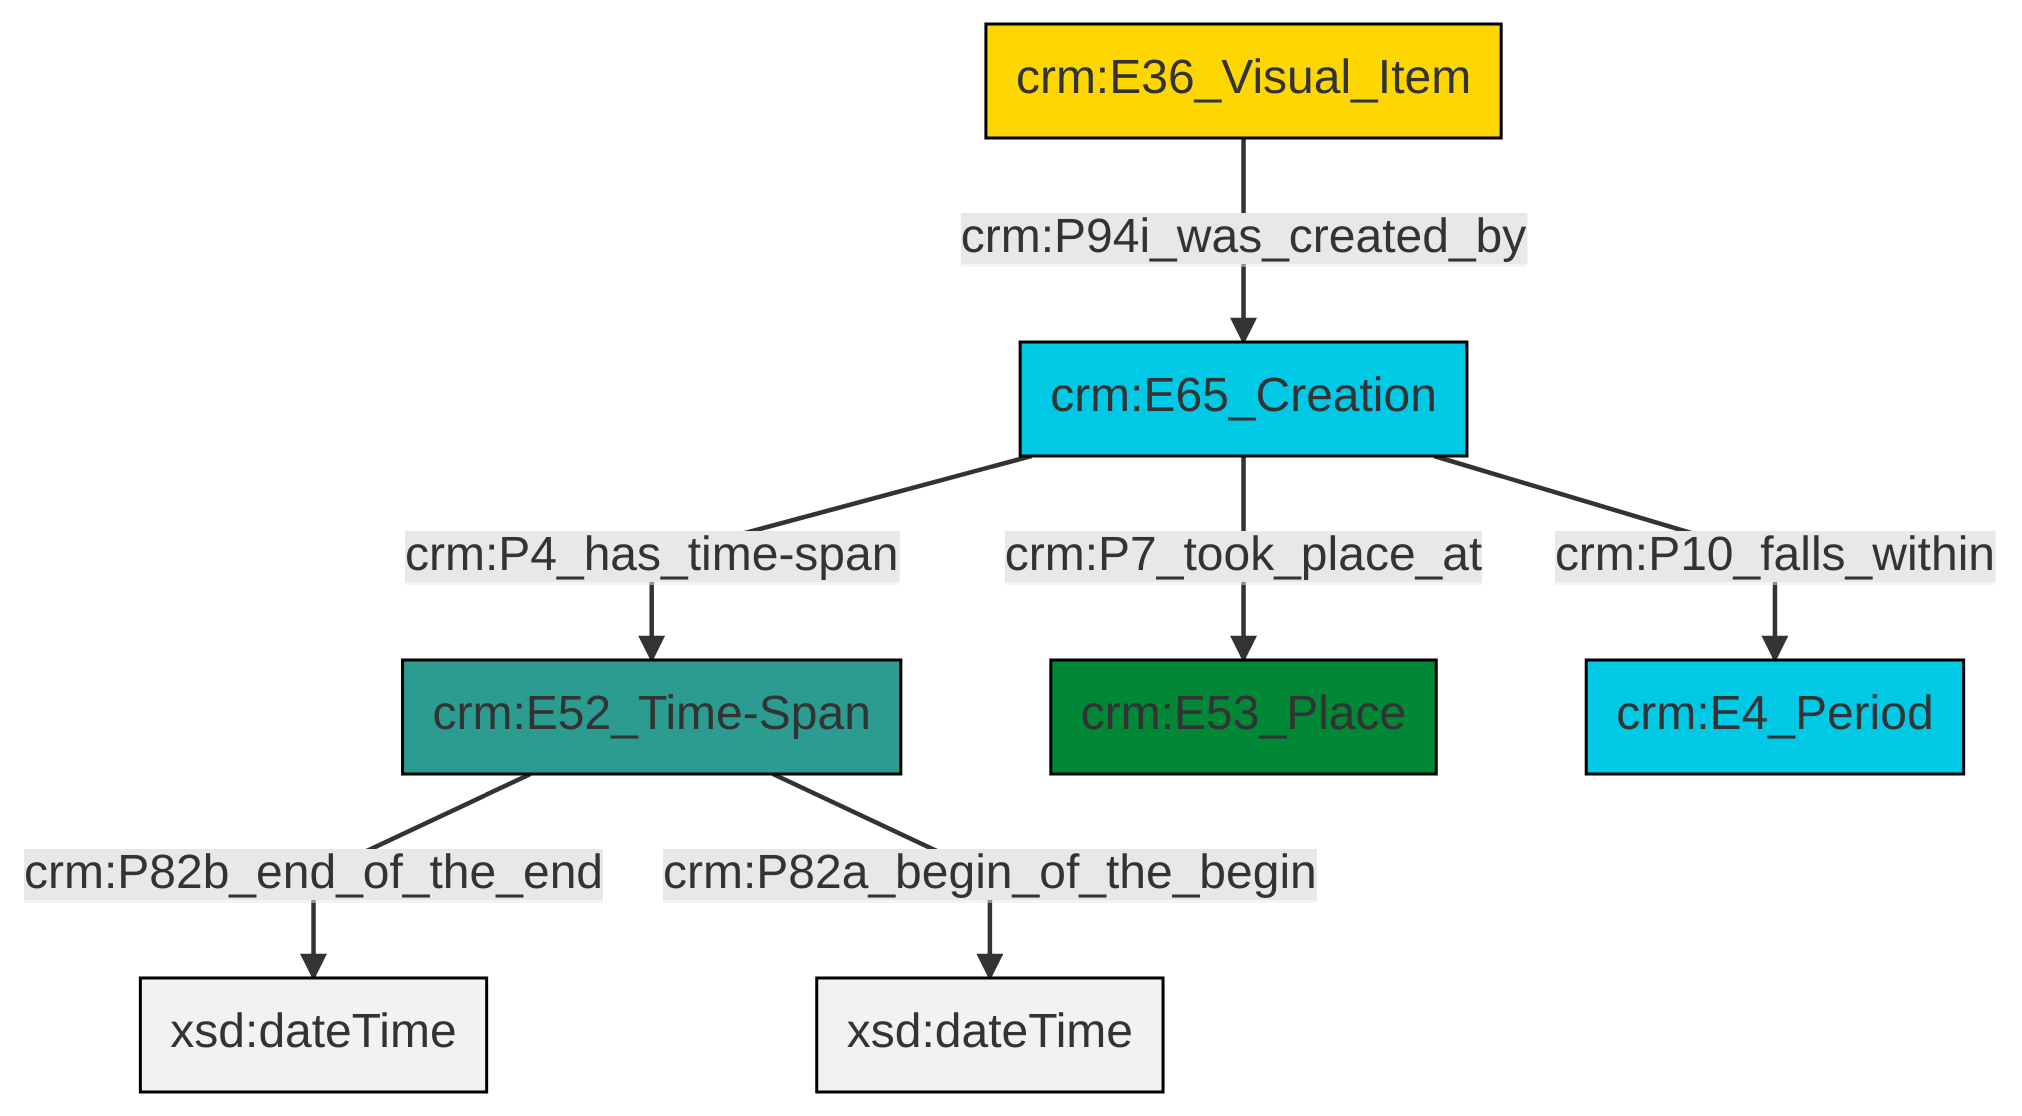 crm:E36_Visual_Item
crm:P94i_was_created_by
crm:E65_Creation
crm:P4_has_time-span
crm:P7_took_place_at
crm:P10_falls_within
crm:E52_Time-Span
crm:E53_Place
crm:E4_Period
crm:P82b_end_of_the_end
crm:P82a_begin_of_the_begin
xsd:dateTime
xsd:dateTime